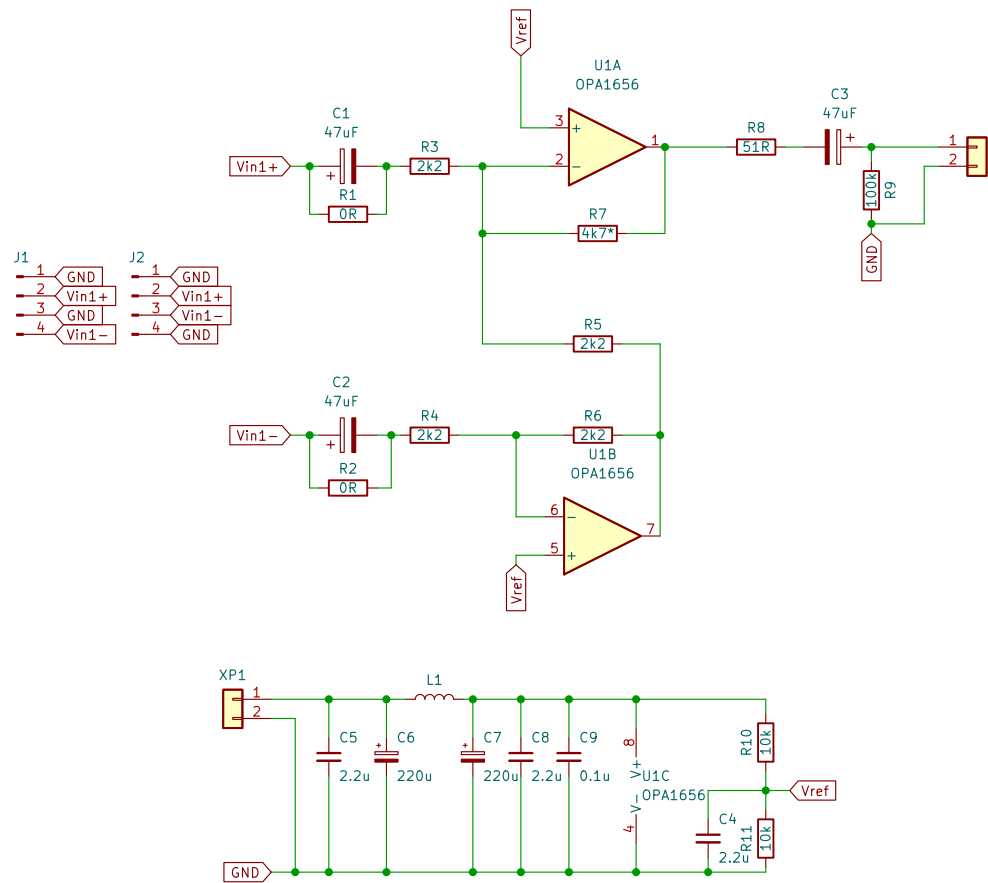 Vref
U1A
OPA1656
3
+
2
−
1
C1
47uF
+
Vin1+
R1
0R
R3
2k2
R7
4k7*
R8
51R
C3
47uF
+
R9
100k
1
2
GND
J1
1
GND
2
Vin1+
3
GND
4
Vin1-
J2
1
GND
2
Vin1+
3
Vin1-
4
GND
R5
2k2
C2
47uF
+
Vin1-
R2
0R
R4
2k2
R6
2k2
U1B
OPA1656
6
−
5
+
7
Vref
XP1
1
2
L1
C5
2.2u
+
C6
220u
+
C7
220u
C8
2.2u
C9
0.1u
8
V+
U1C
OPA1656
V-
4
R10
10k
Vref
C4
2.2u
R11
10k
GND